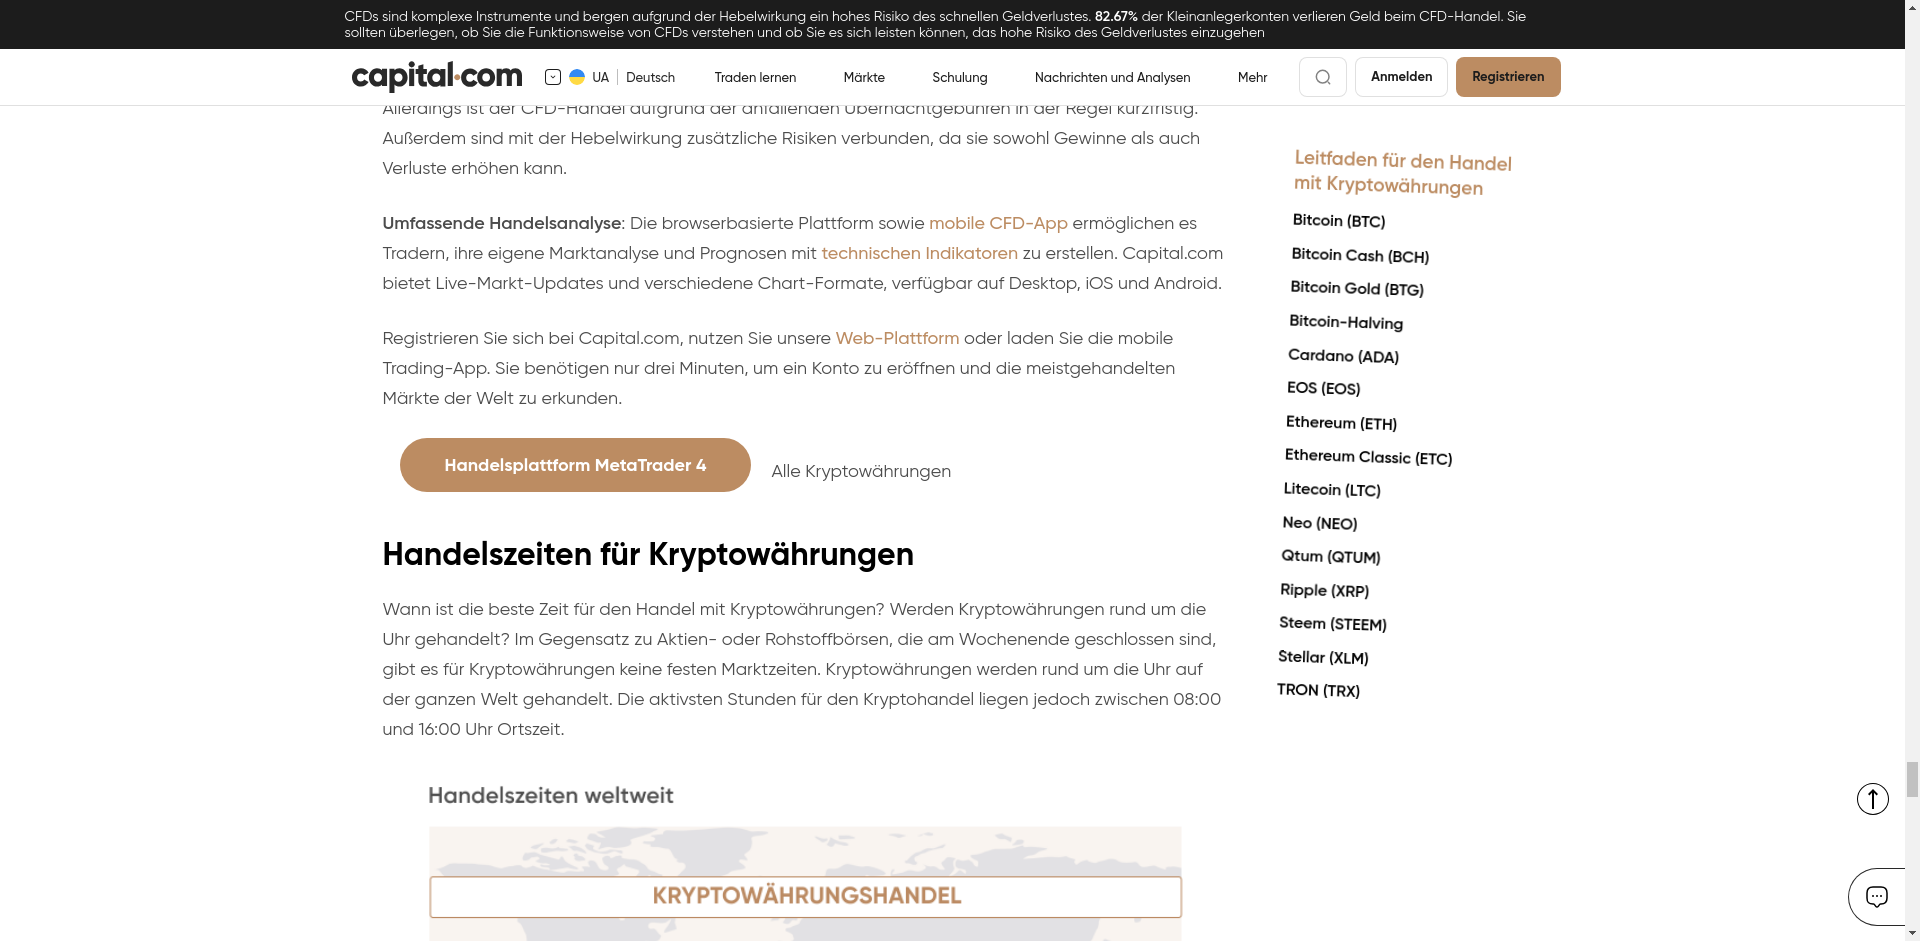 CFDs sind komplexe Instrumente und bergen aufgrund der Hebelwirkung ein hohes Risiko des schnellen Geldverlustes. 82.67% der Kleinanlegerkonten verlieren Geld beim CFD-Handel. Sie
sollten überlegen, ob Sie die Funktionsweise von CFDs verstehen und ob Sie es sich leisten können, das hohe Risiko des Geldverlustes einzugehen
capital.com UA Deutsch Traden lernen Märkte Schulung Nachrichten und Analysen Mehr Anmelden Registrieren
Allerdings ist der CFD-Handel aufgrund der anfallenden Übernachtgebühren in der Regel kurzfristig.
Außerdem sind mit der Hebelwirkung zusätzliche Risiken verbunden, da sie sowohl Gewinne als auch
Verluste erhöhen kann.
Umfassende Handelsanalyse: Die browserbasierte Plattform sowie mobile CFD-App ermöglichen es
Tradern, ihre eigene Marktanalyse und Prognosen mit technischen Indikatoren zu erstellen. Capital.com
bietet Live-Markt-Updates und verschiedene Chart-Formate, verfügbar auf Desktop, iOS und Android.
Registrieren Sie sich bei Capital.com, nutzen Sie unsere Web-Plattform oder laden Sie die mobile
Trading-App. Sie benötigen nur drei Minuten, um ein Konto zu eröffnen und die meistgehandelten
Märkte der Welt zu erkunden.
Handelsplattform MetaTrader 4
Alle Kryptowährungen
Handelszeiten für Kryptowährungen
Wann ist die beste Zeit für den Handel mit Kryptowährungen? Werden Kryptowährungen rund um die
Uhr gehandelt? Im Gegensatz zu Aktien- oder Rohstoffbörsen, die am Wochenende geschlossen sind,
gibt es für Kryptowährungen keine festen Marktzeiten. Kryptowährungen werden rund um die Uhr auf
der ganzen Welt gehandelt. Die aktivsten Stunden für den Kryptohandel liegen jedoch zwischen 08:00
und 16:00 Uhr Ortszeit.
Handelszeiten weltweit
KRYPTOWÄHRUNGSHANDEL
Leitfaden für den Handel
mit Kryptowährungen
Bitcoin (BTC)
Bitcoin Cash (BCH)
Bitcoin Gold (BTG)
Bitcoin-Halving
Cardano (ADA)
EOS (EOS)
Ethereum (ETH)
Ethereum Classic (ETC)
Litecoin (LTC)
Neo (NEO)
Qtum (QTUM)
Ripple (XRP)
Steem (STEEM)
Stellar (XLM)
TRON (TRX)